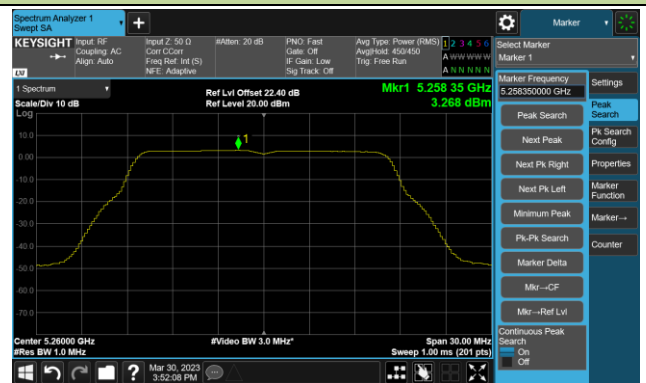 Spectrum Analyzer 1
Swept SA
Marker
KEYSIGHT
Input: RF
Coupling: AC
Align: Auto
Input Z: 50 Ω
Corr CCorr
Freq Ref: Int (S)
NFE: Adaptive
#Atten: 20 dB
PNO: Fast
Gate: Off
IF Gain: Low
Sig Track: Off
Avg Type: Power (RMS)
Avg|Hold: 450/450
Trig: Free Run
1 2 3 4 5 6
A W W W W W
A N N N N N
LXI
Select Marker
Marker 1
1 Spectrum
Scale/Div 10 dB
Log
Ref Lvl Offset 22.40 dB
Ref Level 20.00 dBm
Mkr1 5.258 35 GHz
3.268 dBm
1
10.0
0.00
-10.0
-20.0
-30.0
-40.0
-50.0
-60.0
-70.0
Center 5.26000 GHz
#Res BW 1.0 MHz
#Video BW 3.0 MHz*
Span 30.00 MHz
Sweep 1.00 ms (201 pts)
Marker Frequency
5.258350000 GHz
Peak Search
Next Peak
Next Pk Right
Next Pk Left
Minimum Peak
Pk-Pk Search
Marker Delta
Mkr→CF
Mkr→Ref Lvl
Continuous Peak
Search
On
Off
Settings
Peak
Search
Pk Search
Config
Properties
Marker
Function
Marker→
Counter
Mar 30, 2023
3:52:08 PM